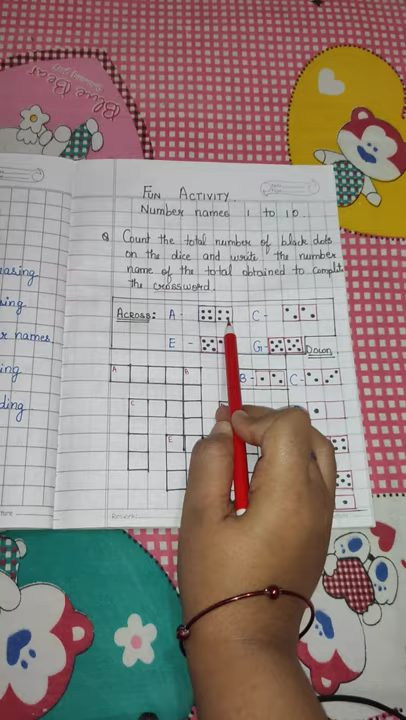 Blue Bear
FUN ACTIVITY.
Number names 1 to 10.
Q Count the total number of black dots
on the dice and write the number
name of the total obtained to complete
the crossword.
ACROSS: A - C -
E - G - DOWN
A B B - C -
C
E
ding